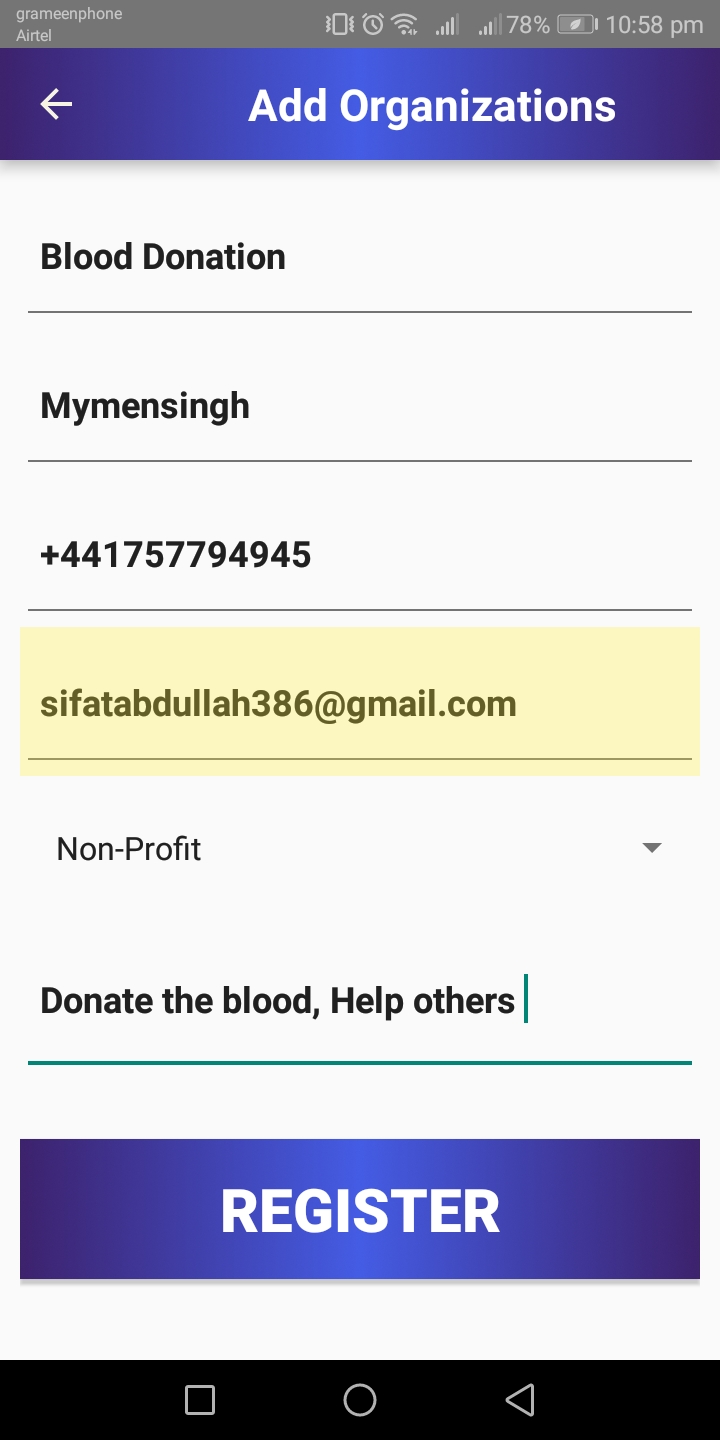 grameenphone
Airtel
78% 10:58 pm
Add Organizations
Blood Donation
Mymensingh
+441757794945
sifatabdullah386@gmail.com
Non-Profit
Donate the blood, Help others
REGISTER